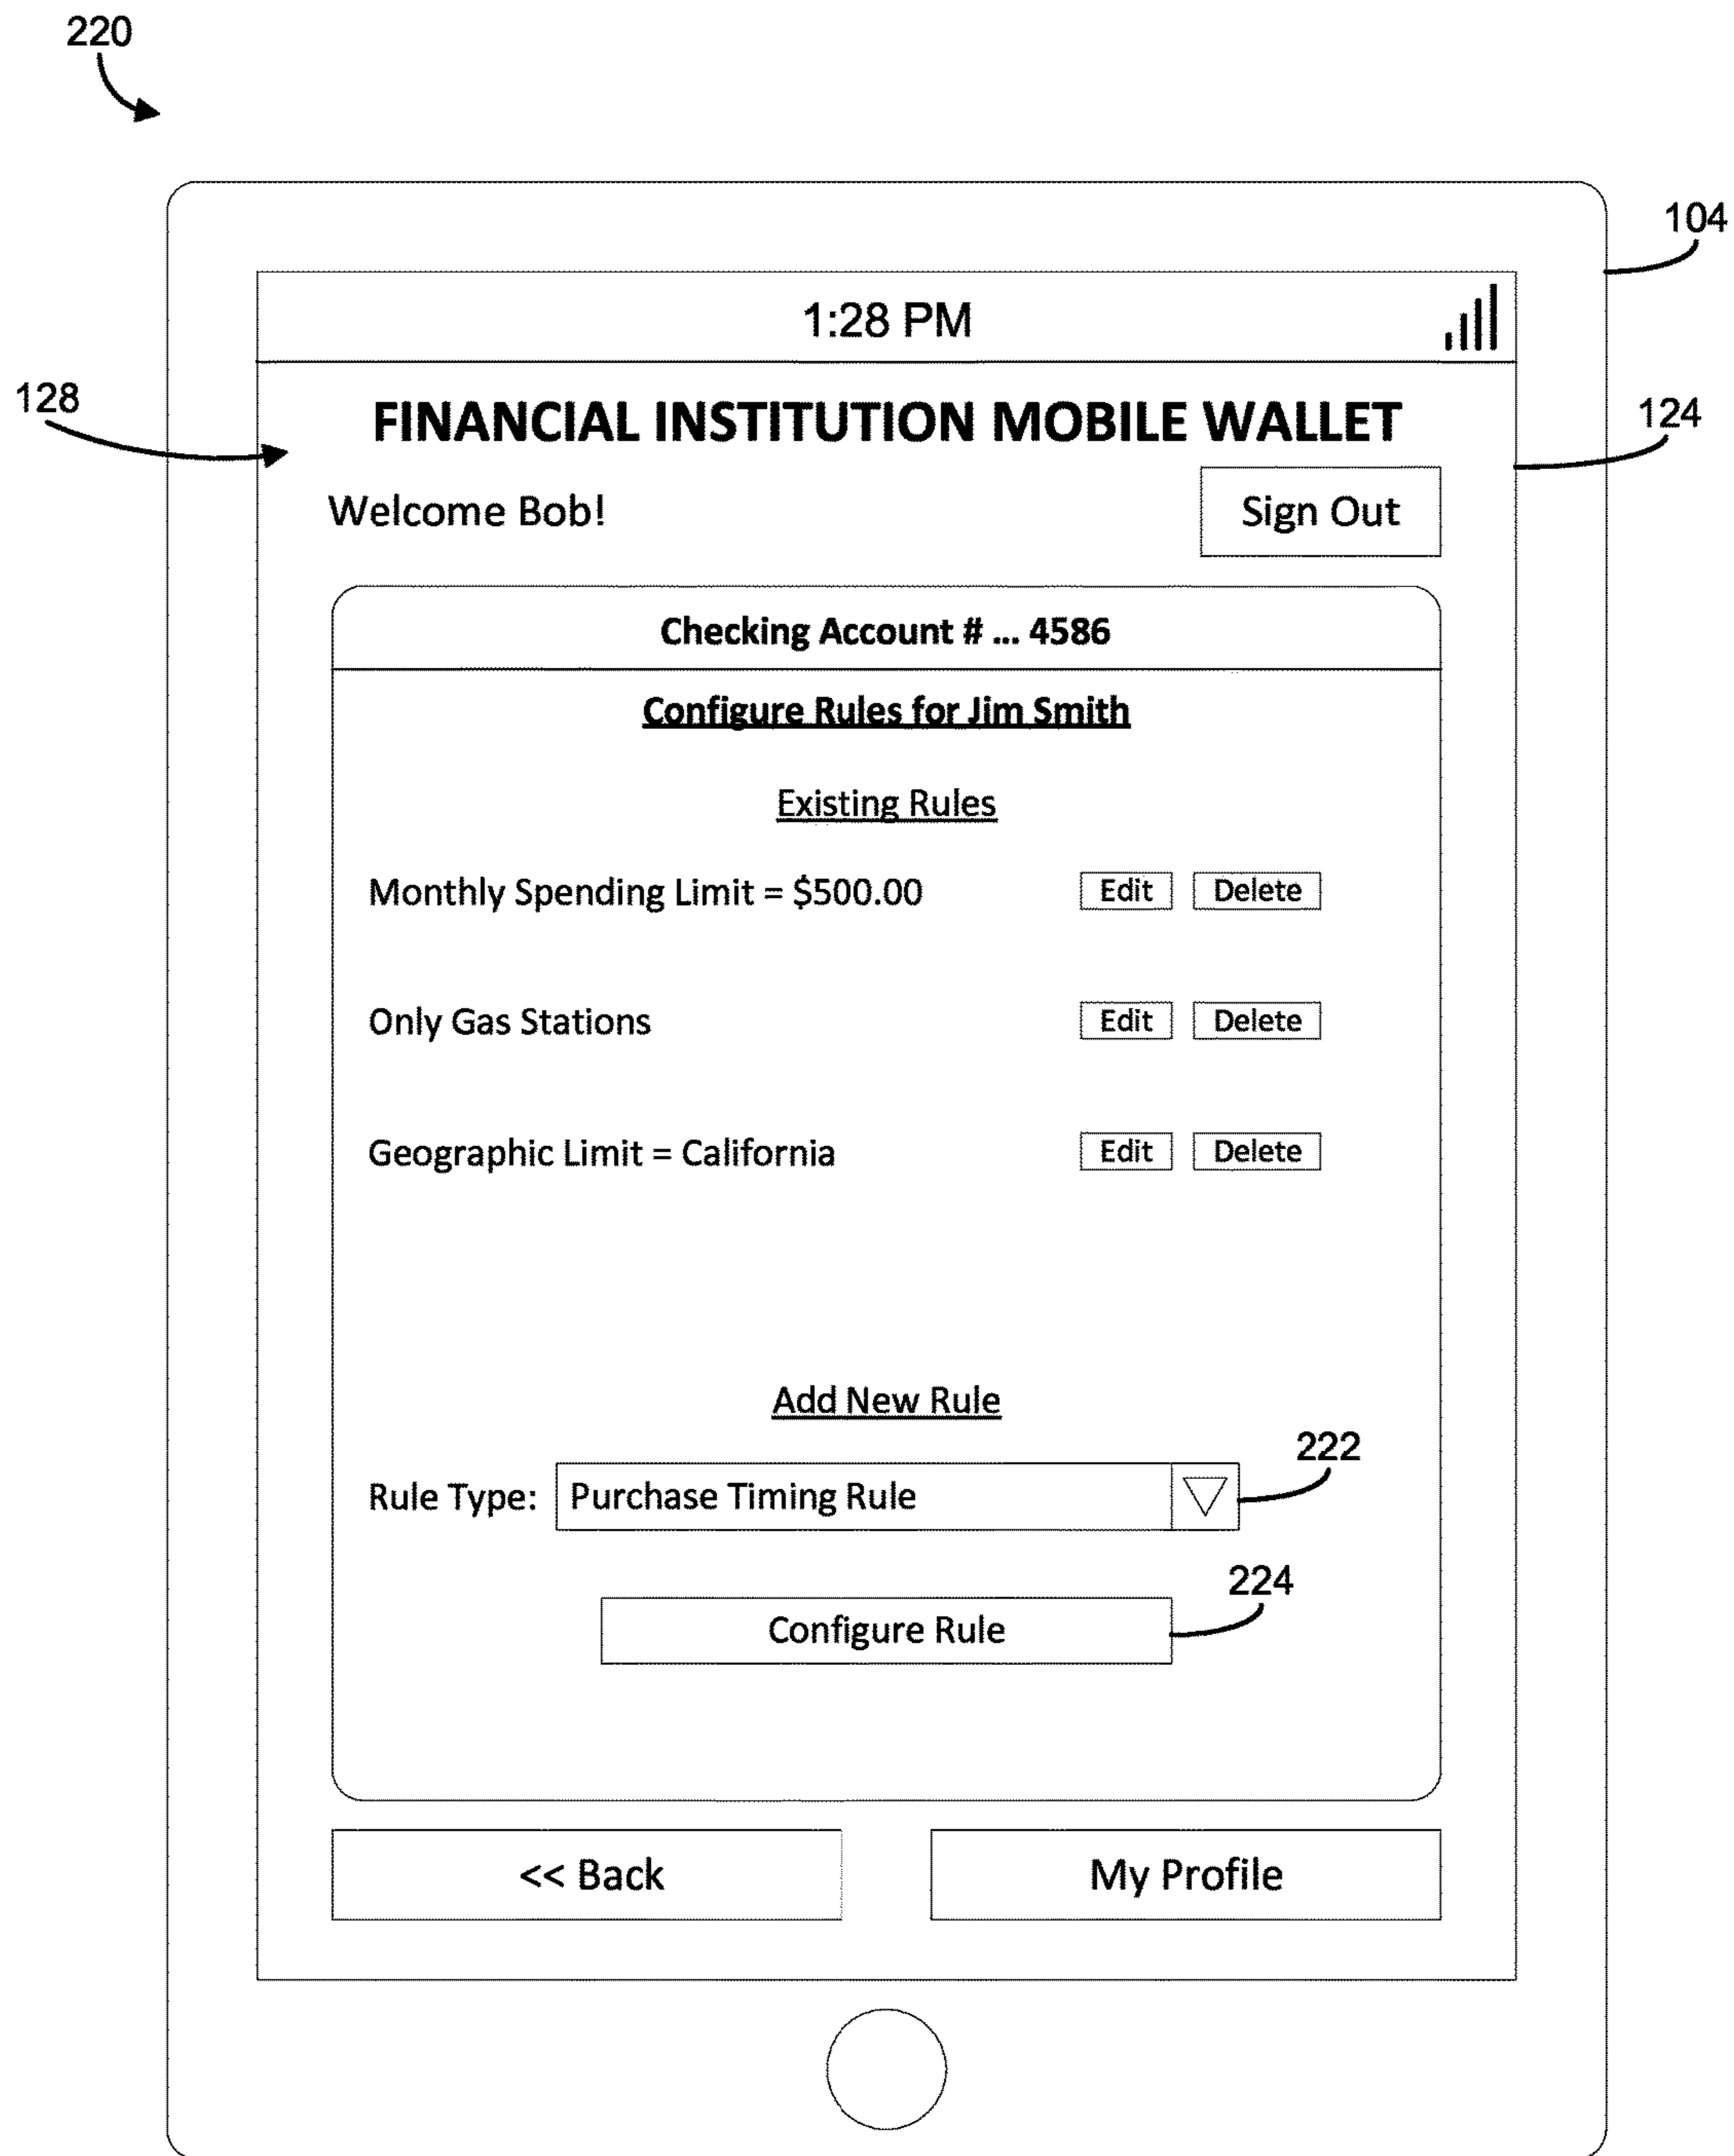 220
104
1:28 PM
128
FINANCIAL INSTITUTION MOBILE WALLET
124
Welcome Bob!
Sign Out
Checking Account # ... 4586
Configure Rules for Jim Smith
Existing Rules
Monthly Spending Limit = $500.00 Edit Delete
Only Gas Stations Edit Delete
Geographic Limit = California Edit Delete
Add New Rule
222
Rule Type: Purchase Timing Rule
224
Configure Rule
<< Back
My Profile